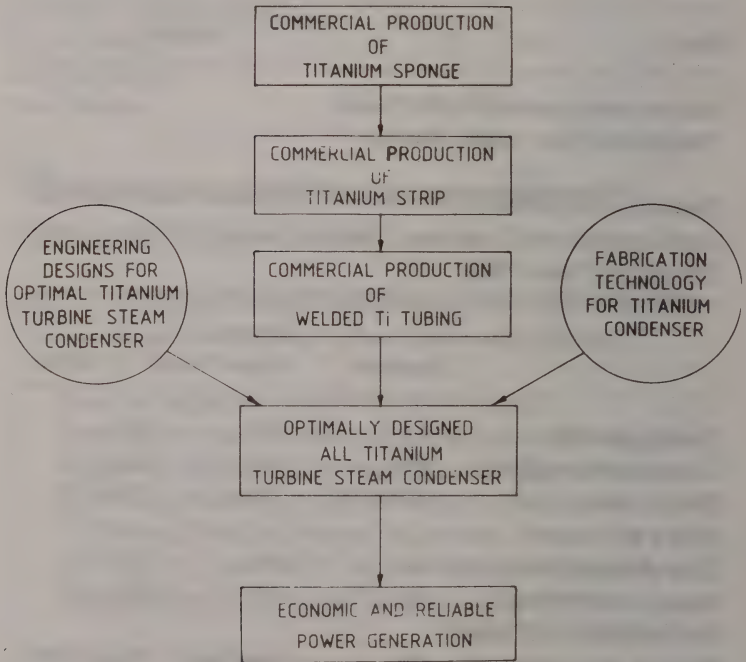 COMMERCIAL PRODUCTION
OF
TITANIUM SPONGE
COMMERCIAL PRODUCTION
OF
TITANIUM STRIP
ENGINEERING
DESIGNS FOR
OPTIMAL TITANIUM
TURBINE STEAM
CONDENSER
COMMERCIAL PRODUCTION
OF
WELDED Ti TUBING
FABRICATION
TECHNOLOGY
FOR TITANIUM
CONDENSER
OPTIMALLY DESIGNED
ALL TITANIUM
TURBINE STEAM CONDENSER
ECONOMIC AND RELIABLE
POWER GENERATION